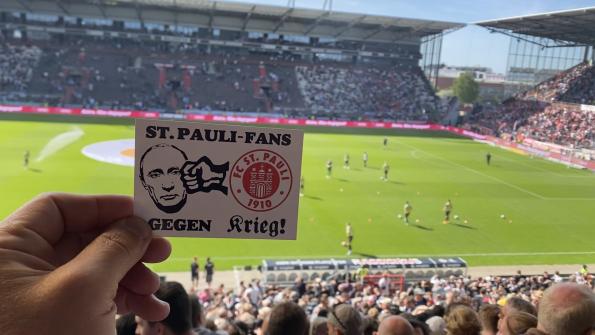 ST. PAULI-FANS
FC ST. PAULI
1910
GEGEN Krieg!